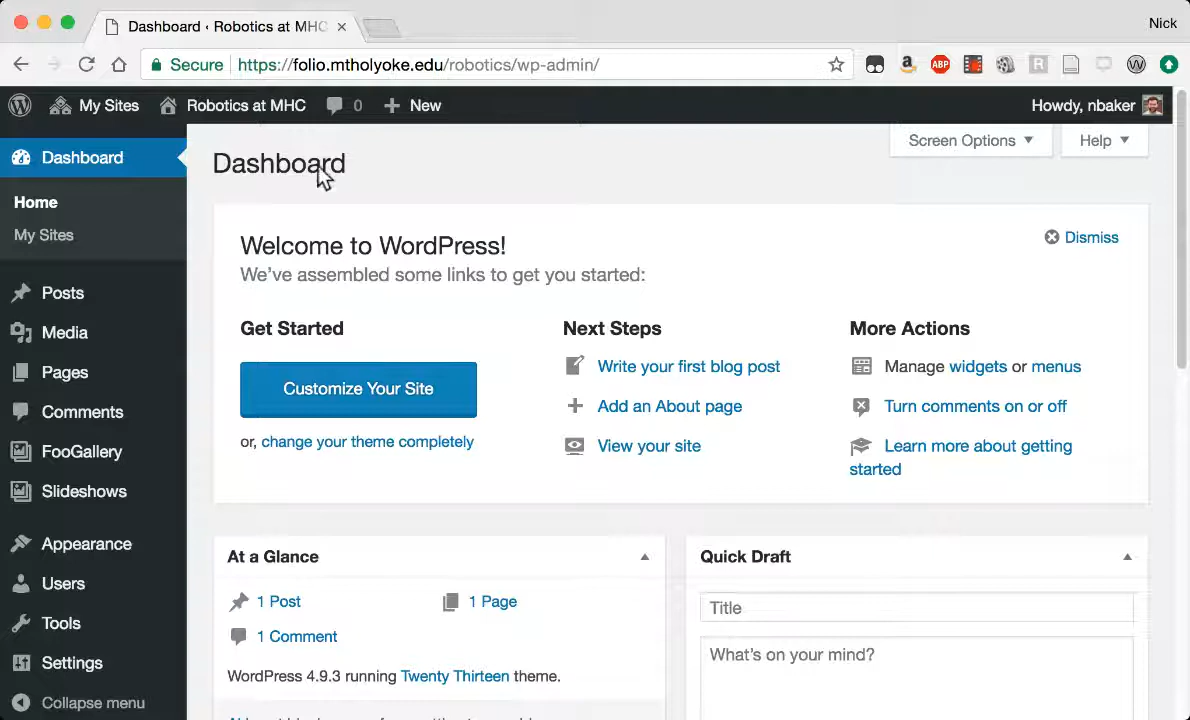 Dashboard ‹ Robotics at MHC
Nick
Secure https://folio.mtholyoke.edu/robotics/wp-admin/
ABP
R
My Sites
Robotics at MHC
0
New
Howdy, nbaker
Dashboard
Home
My Sites
Posts
Media
Pages
Comments
FooGallery
Slideshows
Appearance
Users
Tools
Settings
Collapse menu
Screen Options
Help
Dashboard
Welcome to WordPress!
We’ve assembled some links to get you started:
Dismiss
Get Started
Customize Your Site
or, change your theme completely
Next Steps
Write your first blog post
Add an About page
View your site
More Actions
Manage widgets or menus
Turn comments on or off
Learn more about getting
started
At a Glance
1 Post
1 Page
1 Comment
WordPress 4.9.3 running Twenty Thirteen theme.
Quick Draft
Title
What’s on your mind?